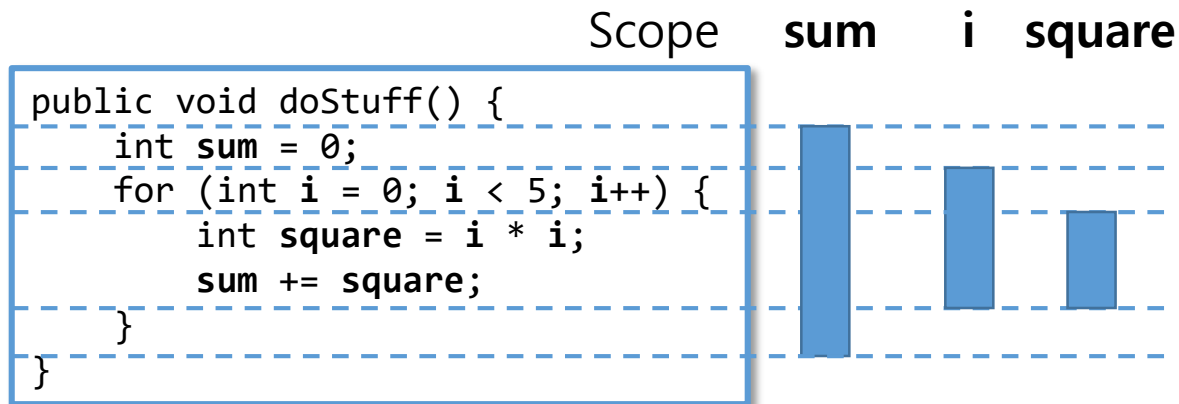 Scope sum i square
public void doStuff() {
    int sum = 0;
    for (int i = 0; i < 5; i++) {
        int square = i * i;
        sum += square;
    }
}